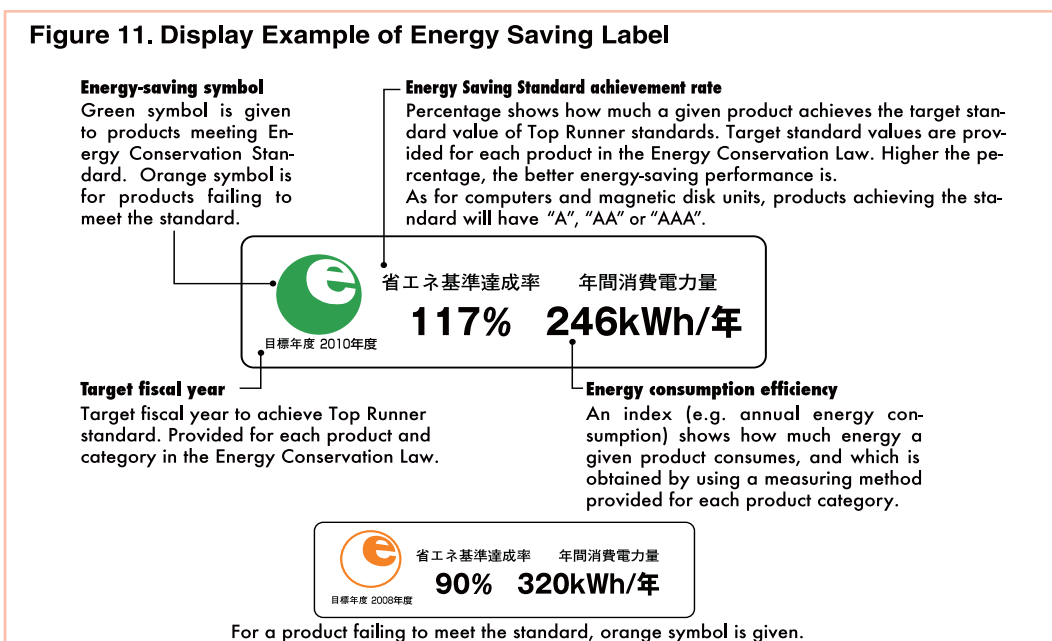 Figure 11. Display Example of Energy Saving Label
Energy-saving symbol
Green symbol is given
to products meeting En-
ergy Conservation Stan-
dard. Orange symbol is
for products failing to
meet the standard.
Energy Saving Standard achievement rate
Percentage shows how much a given product achieves the target stan-
dard value of Top Runner standards. Target standard values are prov-
ided for each product in the Energy Conservation Law. Higher the pe-
rcentage, the better energy-saving performance is.
As for computers and magnetic disk units, products achieving the sta-
ndard will have "A", "AA" or "AAA".
e
省エネ基準達成率 年間消費電力量
117% 246kWh/年
目標年度 2010年度
Target fiscal year
Target fiscal year to achieve Top Runner
standard. Provided for each product and
category in the Energy Conservation Law.
Energy consumption efficiency
An index (e.g. annual energy con-
sumption) shows how much energy a
given product consumes, and which is
obtained by using a measuring method
provided for each product category.
e
省エネ基準達成率 年間消費電力量
90% 320kWh/年
目標年度 2008年度
For a product failing to meet the standard, orange symbol is given.